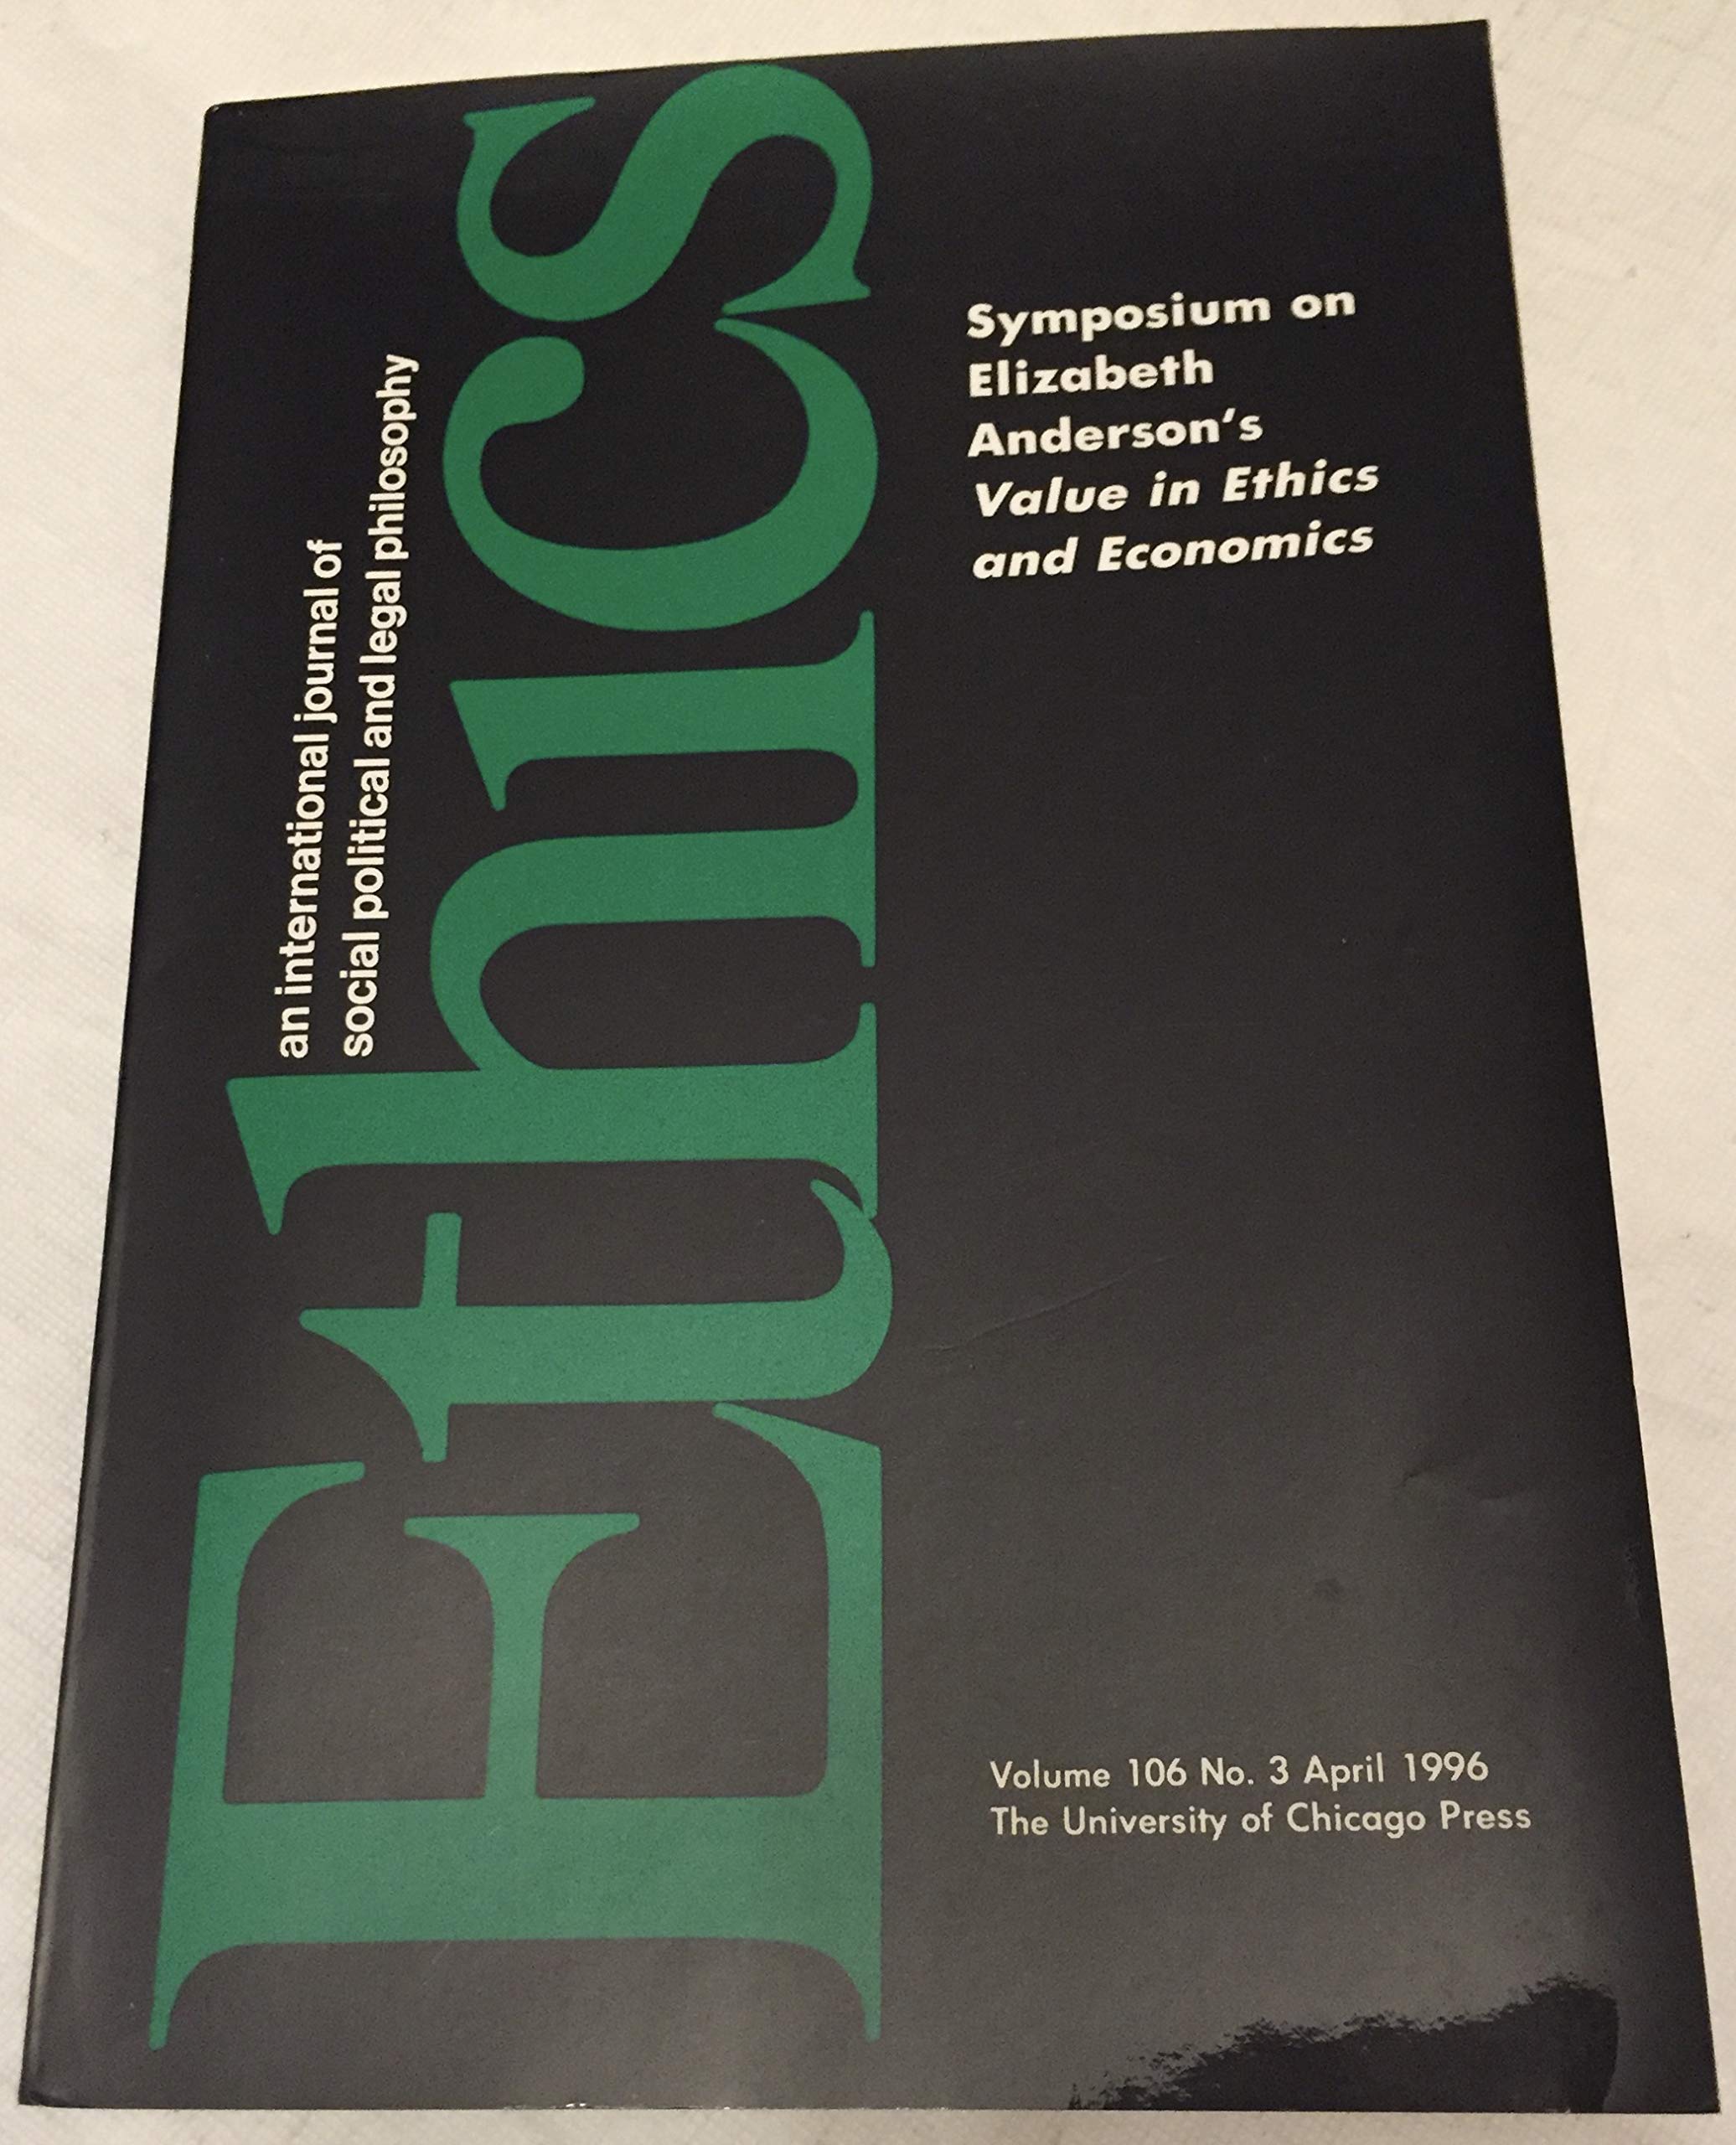 Ethics
an international journal of
social political and legal philosophy
Symposium on
Elizabeth
Anderson's
Value in Ethics
and Economics
Volume 106 No. 3 April 1996
The University of Chicago Press